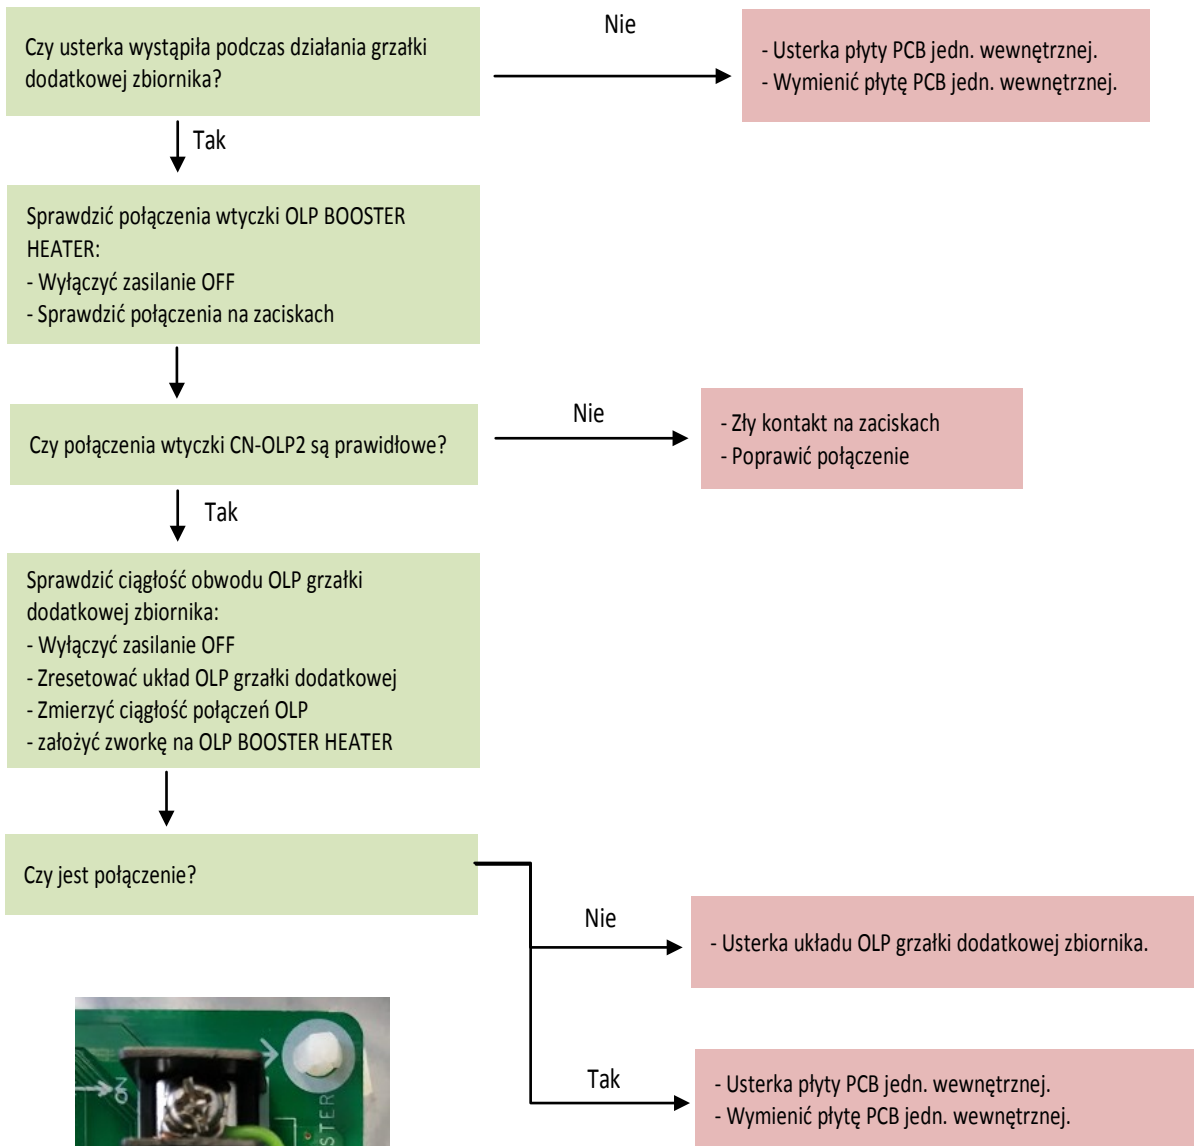 Czy usterka wystąpiła podczas działania grzałki
dodatkowej zbiornika?
Nie
- Usterka płyty PCB jedn. wewnętrznej.
- Wymienić płytę PCB jedn. wewnętrznej.
Tak
Sprawdzić połączenia wtyczki OLP BOOSTER
HEATER:
- Wyłączyć zasilanie OFF
- Sprawdzić połączenia na zaciskach
Czy połączenia wtyczki CN-OLP2 są prawidłowe?
Nie
- Zły kontakt na zaciskach
- Poprawić połączenie
Tak
Sprawdzić ciągłość obwodu OLP grzałki
dodatkowej zbiornika:
- Wyłączyć zasilanie OFF
- Zresetować układ OLP grzałki dodatkowej
- Zmierzyć ciągłość połączeń OLP
- założyć zworkę na OLP BOOSTER HEATER
Czy jest połączenie?
Nie
- Usterka układu OLP grzałki dodatkowej zbiornika.
Tak
- Usterka płyty PCB jedn. wewnętrznej.
- Wymienić płytę PCB jedn. wewnętrznej.